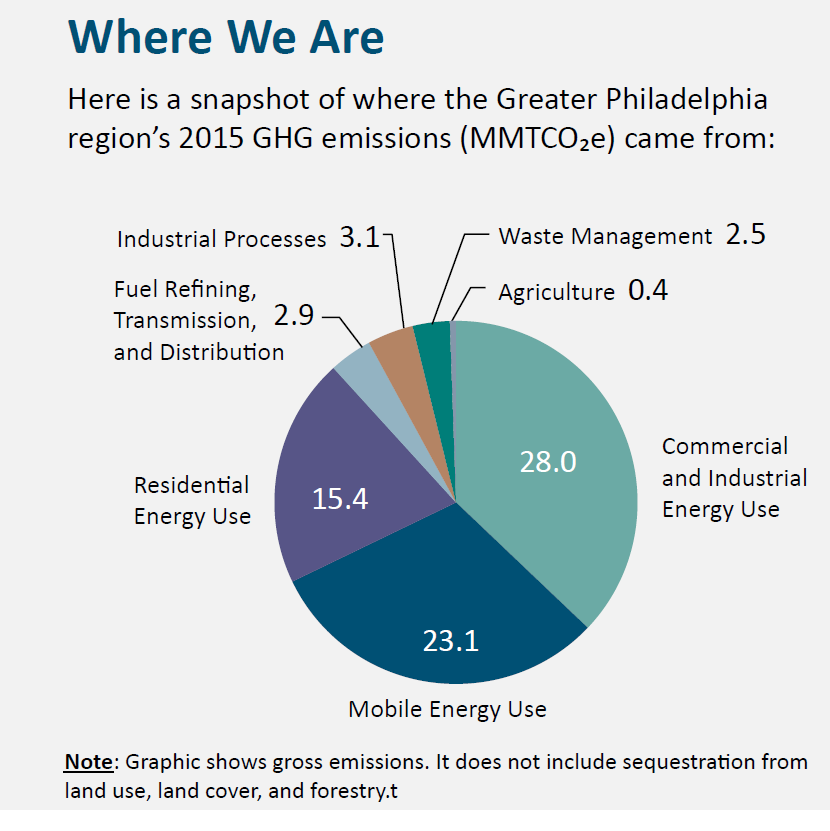 Where We Are
Here is a snapshot of where the Greater Philadelphia
region's 2015 GHG emissions (MMTCO₂e) came from:
Industrial Processes 3.1
Waste Management 2.5
Fuel Refining,
Transmission, 2.9
and Distribution
Agriculture 0.4
28.0
Commercial
and Industrial
Energy Use
Residential
Energy Use
15.4
23.1
Mobile Energy Use
Note: Graphic shows gross emissions. It does not include sequestration from
land use, land cover, and forestry.t